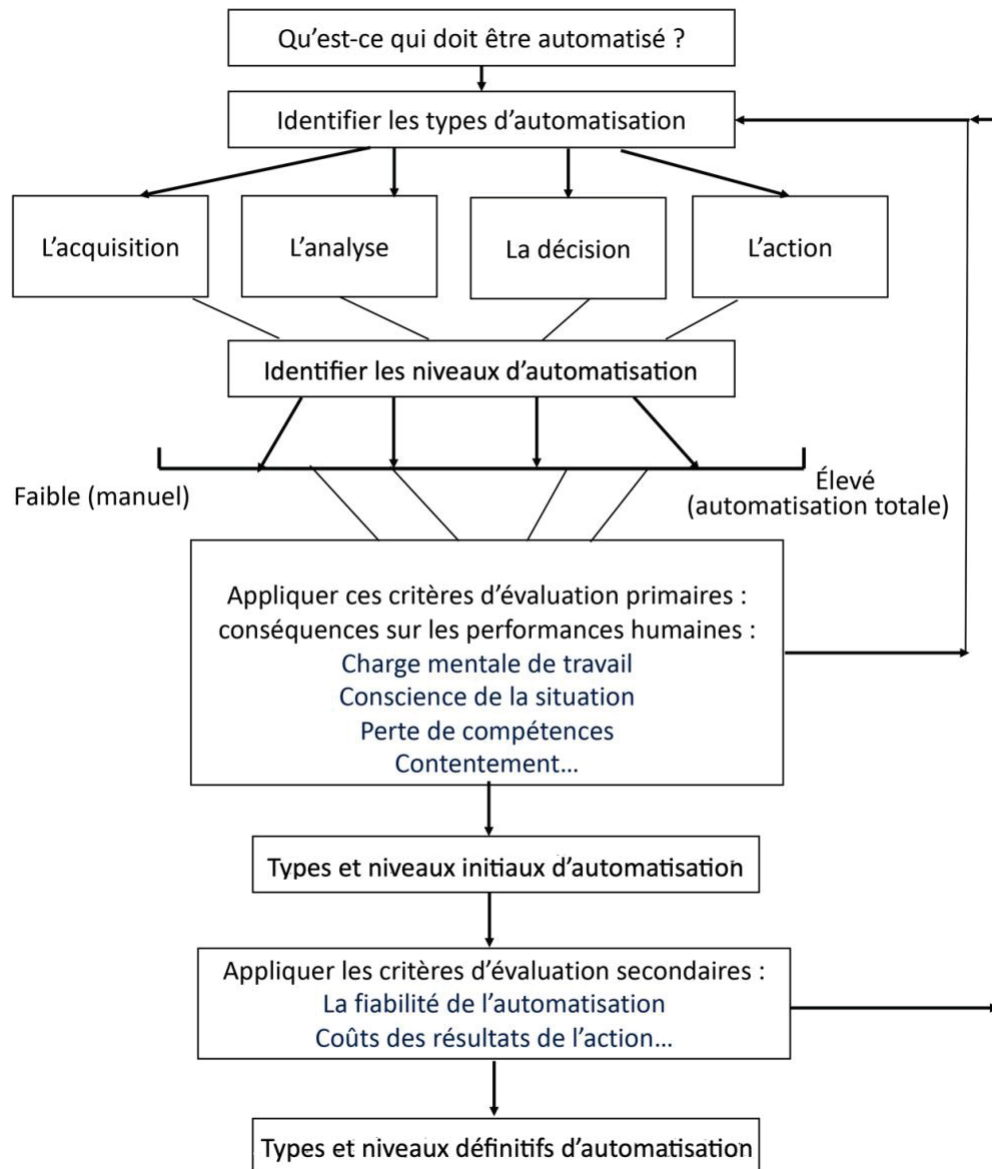 Qu’est-ce qui doit être automatisé ?
Identifier les types d’automatisation
L’acquisition
L’analyse
La décision
L’action
Identifier les niveaux d’automatisation
Faible (manuel)
Élevé
(automatisation totale)
Appliquer ces critères d’évaluation primaires :
conséquences sur les performances humaines :
Charge mentale de travail
Conscience de la situation
Perte de compétences
Contentement…
Types et niveaux initiaux d’automatisation
Appliquer les critères d’évaluation secondaires :
La fiabilité de l’automatisation
Coûts des résultats de l’action…
Types et niveaux définitifs d’automatisation